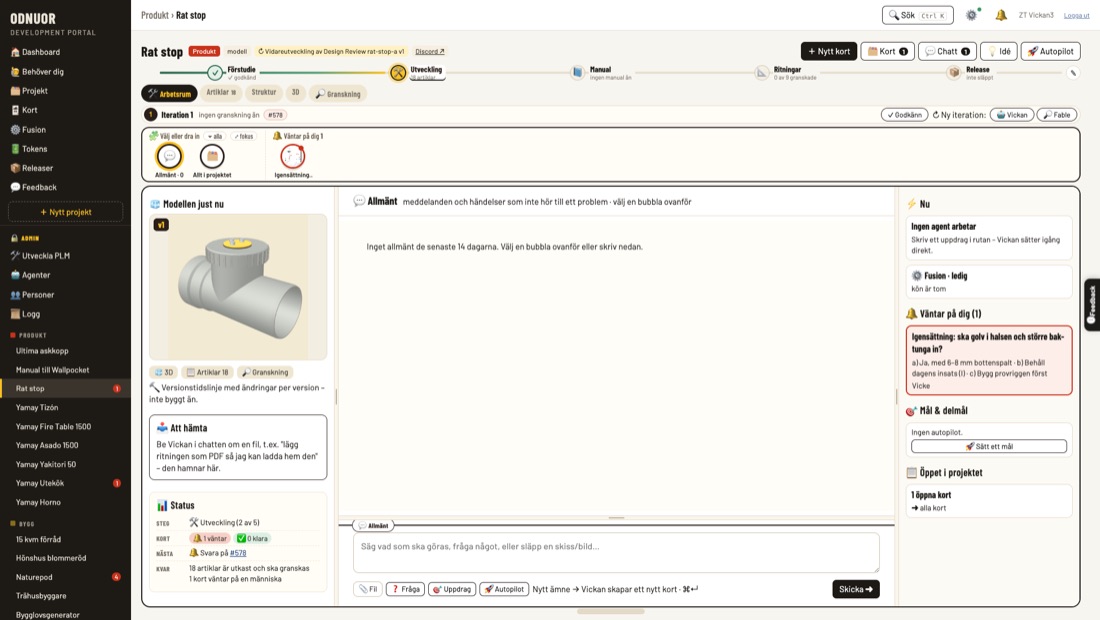 ODNUOR
DEVELOPMENT PORTAL
Dashboard
Behöver dig
Projekt
Kort
Fusion
Tokens
Releaser
Feedback
+ Nytt projekt
ADMIN
Utveckla PLM
Agenter
Personer
Logg
PRODUKT
Ultima askkopp
Manual till Wallpocket
Rat stop 1
Yamay Tizón
Yamay Fire Table 1500
Yamay Asado 1500
Yamay Yakitori 50
Yamay Utekök 1
Yamay Horno
BYGG
15 kvm förråd
Hönshus blommeröd
Naturepod 4
Trähusbyggare
Bygglovsgenerator
Produkt › Rat stop
Sök Ctrl K
ZT Vickan3 Logga ut
Rat stop Produkt modell Vidareutveckling av Design Review rat-stop-a v1 Discord
+ Nytt kort Kort 1 Chatt 1 Idé Autopilot
Förstudie
✓ godkänd
Utveckling
18 artiklar
Manual
ingen manual än
Ritningar
0 av 9 granskade
Release
inte släppt
Arbetsrum Artiklar 18 Struktur 3D Granskning
1 Iteration 1 ingen granskning än #578
✓ Godkänn Ny iteration: Vickan Fable
Välj eller dra in alla ✓ fokus
Väntar på dig 1
Allmänt · 0 Allt i projektet Igensättning..
Modellen just nu
v1
3D Artiklar 18 Granskning
Versionstidslinje med ändringar per version –
inte byggt än.
Att hämta
Be Vickan i chatten om en fil, t.ex. "lägg
ritningen som PDF så jag kan ladda hem den"
– den hamnar här.
Status
STEG Utveckling (2 av 5)
KORT 1 väntar 0 klara
NÄSTA Svara på #578
KVAR 18 artiklar är utkast och ska granskas
1 kort väntar på en människa
Allmänt meddelanden och händelser som inte hör till ett problem · välj en bubbla ovanför
Inget allmänt de senaste 14 dagarna. Välj en bubbla ovanför eller skriv nedan.
Allmänt
Säg vad som ska göras, fråga något, eller släpp en skiss/bild...
Fil Fråga Uppdrag Autopilot Nytt ämne → Vickan skapar ett nytt kort · ⌘↵
Skicka ➜
Nu
Ingen agent arbetar
Skriv ett uppdrag i rutan – Vickan sätter igång
direkt.
Fusion · ledig
kön är tom
Väntar på dig (1)
Igensättning: ska golv i halsen och större bak-
tunga in?
a) Ja, med 6–8 mm bottenspalt · b) Behåll
dagens insats (I) · c) Bygg provriggen först
Vicke
Mål & delmål
Ingen autopilot.
Sätt ett mål
Öppet i projektet
1 öppna kort
➜ alla kort
Feedback